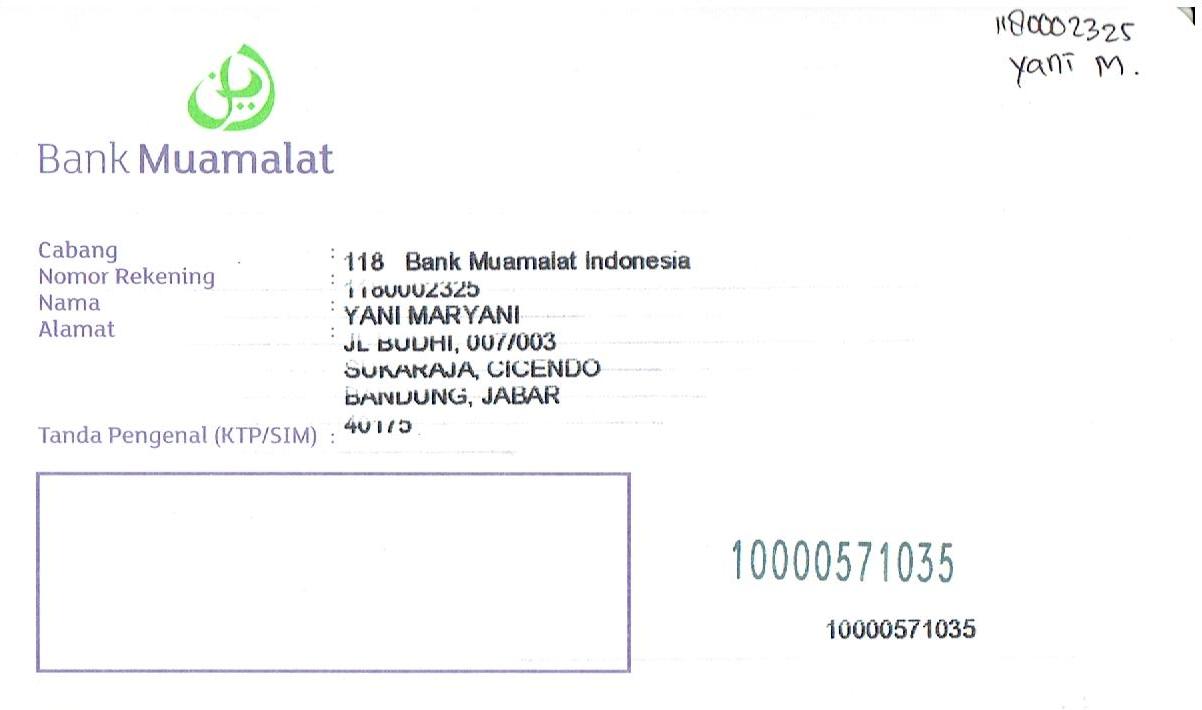 1180002325
Yani M.
Bank Muamalat
Cabang : 118 Bank Muamalat Indonesia
Nomor Rekening : 1180002325
Nama : YANI MARYANI
Alamat : JL BUDHI, 007/003
SUKARAJA, CICENDO
BANDUNG, JABAR
40175
Tanda Pengenal (KTP/SIM) :
10000571035
10000571035